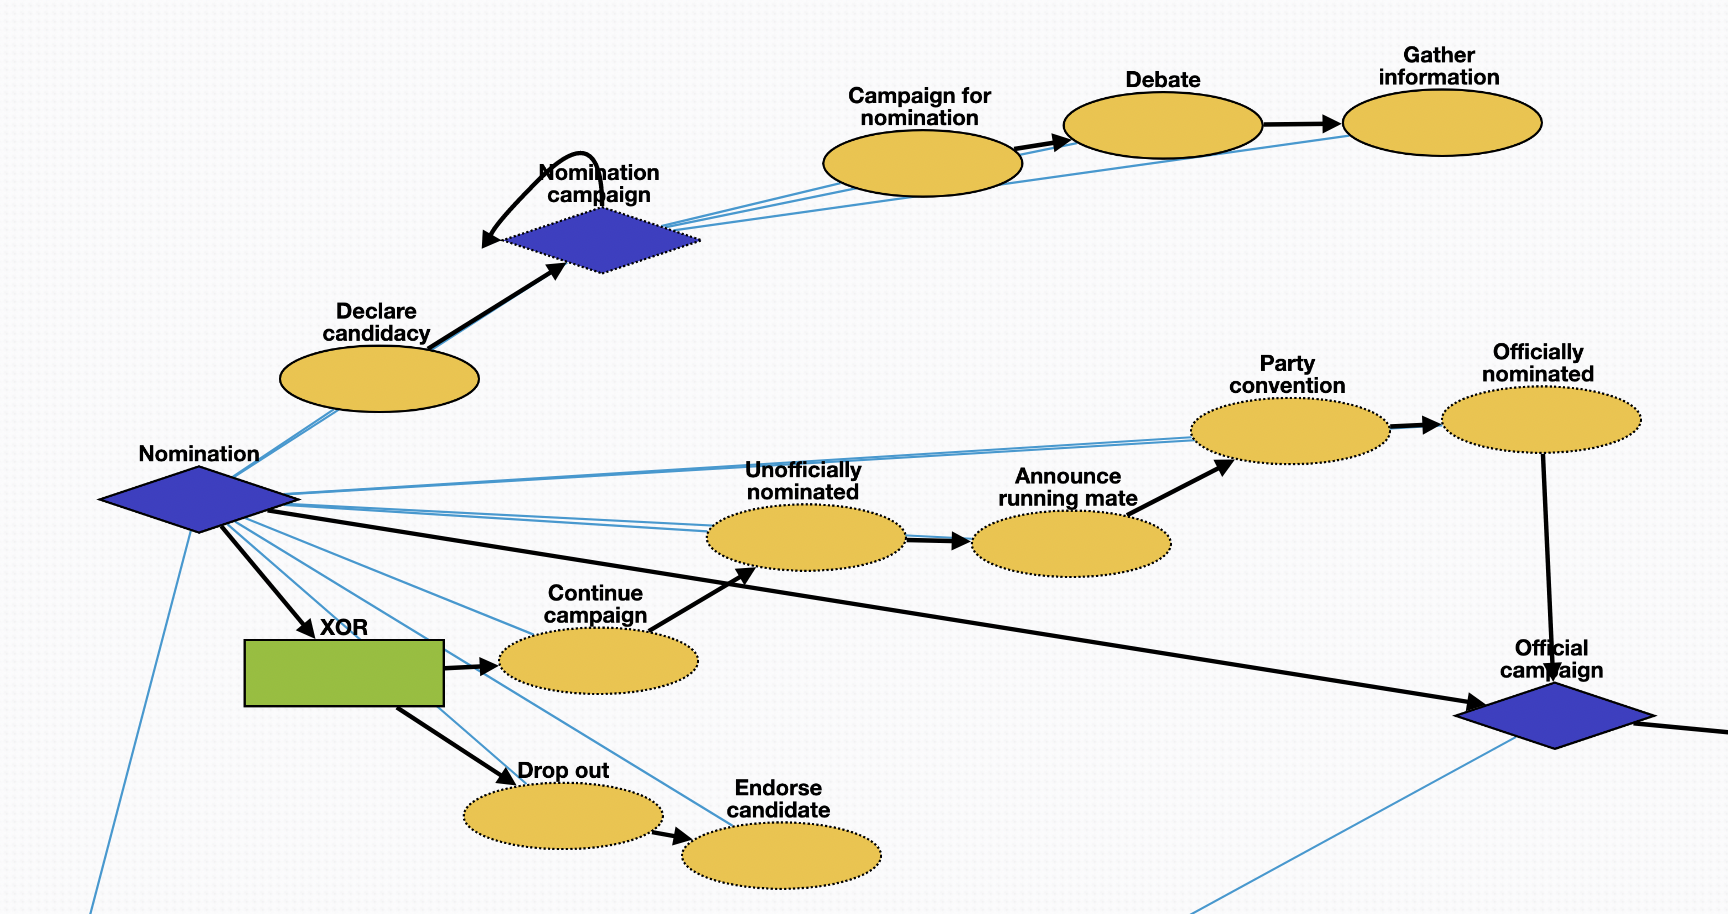 Gather
information
Debate
Campaign for
nomination
Nomination
campaign
Declare
candidacy
Officially
nominated
Party
convention
Nomination
Unofficially
nominated
Announce
running mate
Continue
campaign
XOR
Official
campaign
Drop out
Endorse
candidate